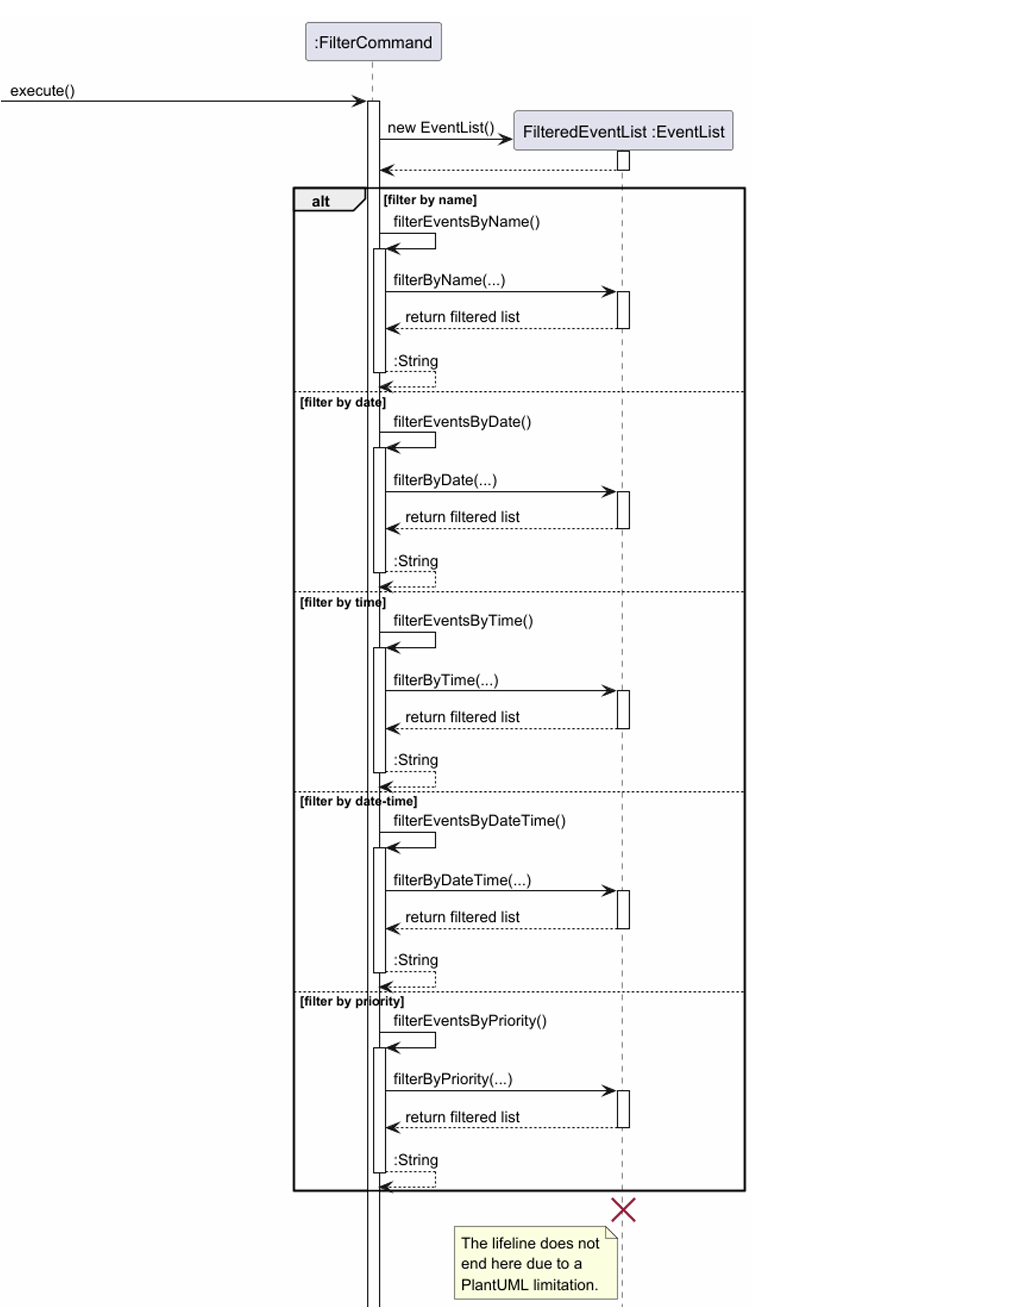 :FilterCommand
execute()
new EventList()
FilteredEventList :EventList
alt
[filter by name]
filterEventsByName()
filterByName(...)
return filtered list
:String
[filter by date]
filterEventsByDate()
filterByDate(...)
return filtered list
:String
[filter by time]
filterEventsByTime()
filterByTime(...)
return filtered list
:String
[filter by date-time]
filterEventsByDateTime()
filterByDateTime(...)
return filtered list
:String
[filter by priority]
filterEventsByPriority()
filterByPriority(...)
return filtered list
:String
The lifeline does not
end here due to a
PlantUML limitation.